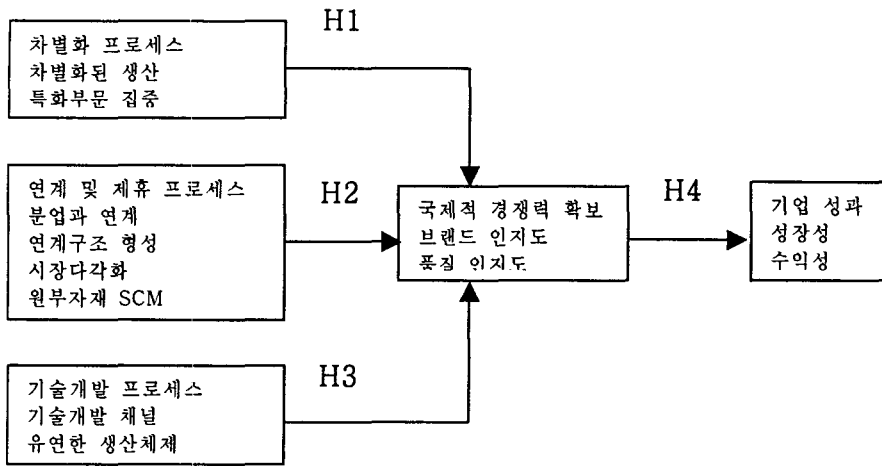 H1
차별화 프로세스
차별화된 생산
특화부문 집중
H2
연계 및 제휴 프로세스
분업과 연계
연계구조 형성
시장다각화
원부자재 SCM
H3
기술개발 프로세스
기술개발 채널
유연한 생산체재
국제적 경쟁력 확보
브랜드 인지도
품질 인지도
H4
기업 성과
성장성
수익성